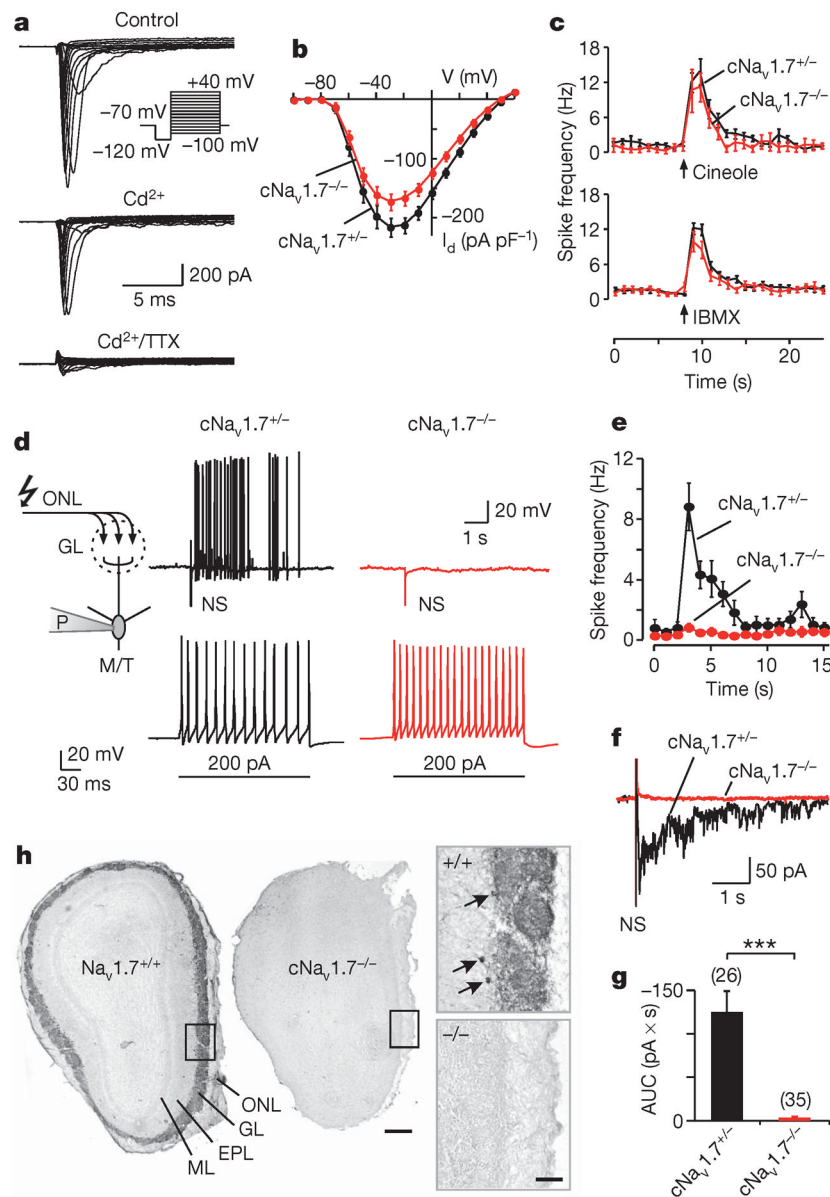 a
Control
+40 mV
−70 mV
−120 mV
−100 mV
Cd2+
200 pA
5 ms
Cd2+/TTX
b
V (mV)
−80
−40
−100
−200
cNav1.7−/−
cNav1.7+/−
Id (pA pF−1)
c
Spike frequency (Hz)
18
12
6
0
cNav1.7+/−
cNav1.7−/−
Cineole
18
12
6
0
IBMX
0
10
20
Time (s)
d
cNav1.7+/−
cNav1.7−/−
ONL
GL
P
M/T
NS
NS
20 mV
1 s
20 mV
30 ms
200 pA
200 pA
e
Spike frequency (Hz)
12
8
4
0
cNav1.7+/−
cNav1.7−/−
0
5
10
15
Time (s)
f
cNav1.7+/−
cNav1.7−/−
50 pA
1 s
NS
g
AUC (pA × s)
−150
0
(26)
***
(35)
cNav1.7+/−
cNav1.7−/−
h
Nav1.7+/+
cNav1.7−/−
ONL
GL
EPL
ML
+/+
−/−